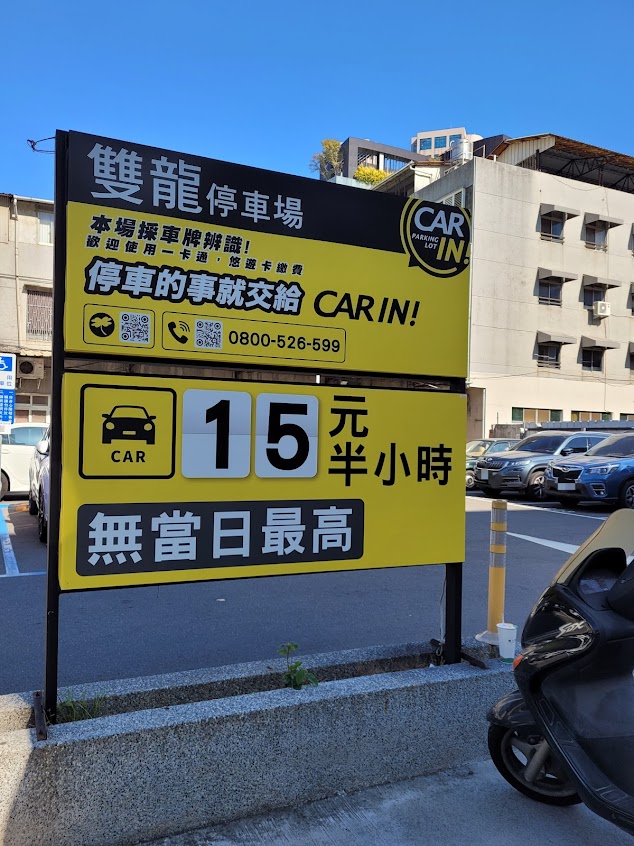 雙龍停車場
CAR
PARKING
LOT
IN!
本場採車牌辨識!
歡迎使用一卡通,悠遊卡繳費
停車的事就交給 CAR IN!
0800-526-599
CAR
15元
半小時
無當日最高